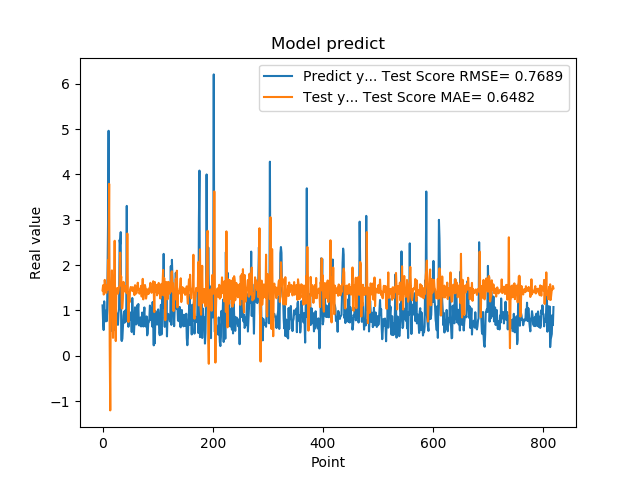 Model predict
Predict y... Test Score RMSE= 0.7689
Test y... Test Score MAE= 0.6482
Real value
6
5
4
3
2
1
0
−1
0 200 400 600 800
Point